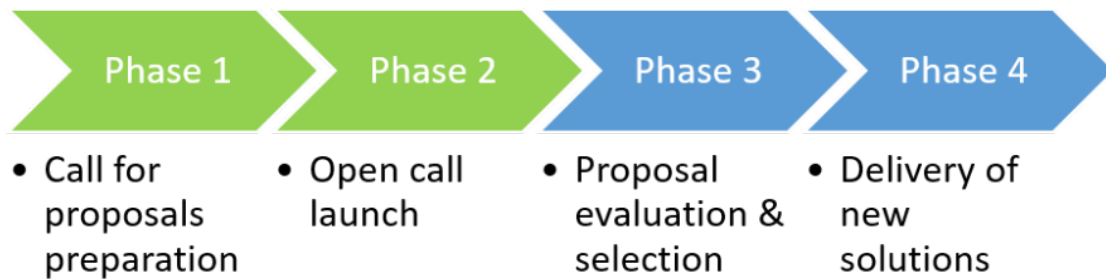 Phase 1
Phase 2
Phase 3
Phase 4
• Call for
proposals
preparation
• Open call
launch
• Proposal
evaluation &
selection
• Delivery of
new
solutions